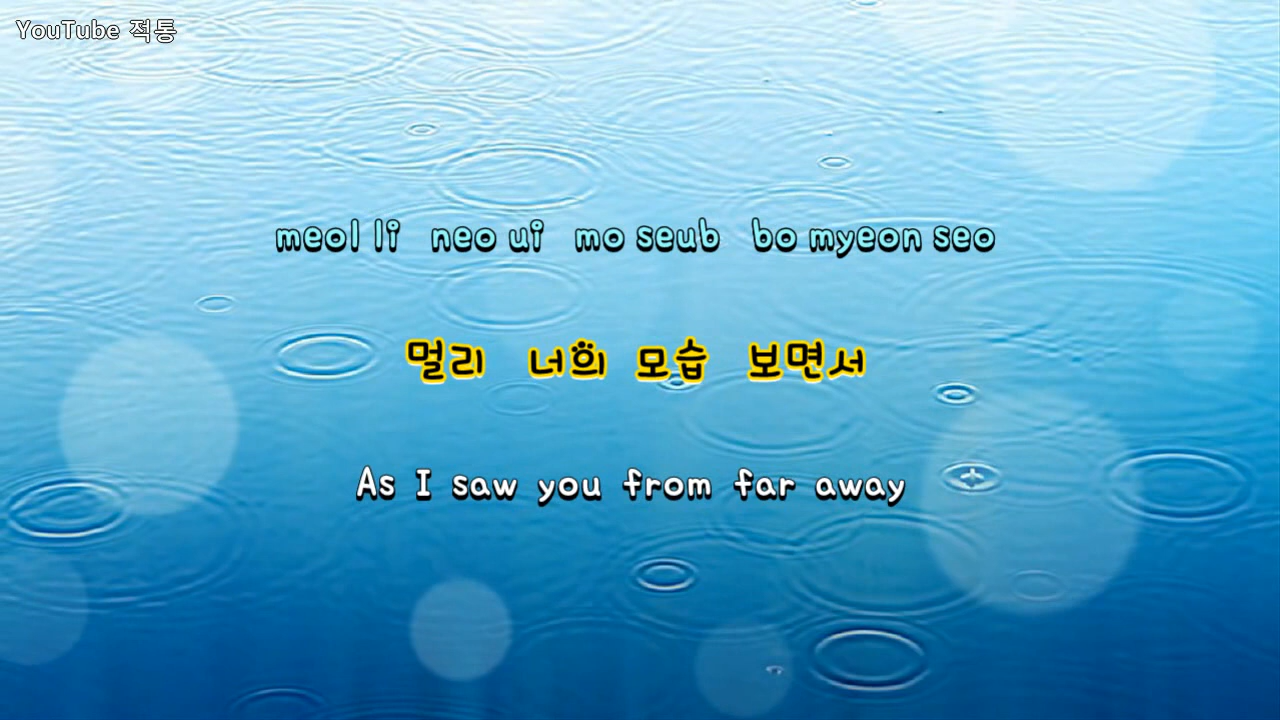 YouTube 적통
meol li neo ui mo seub bo myeon seo
멀리 너희 모습 보면서
As I saw you from far away